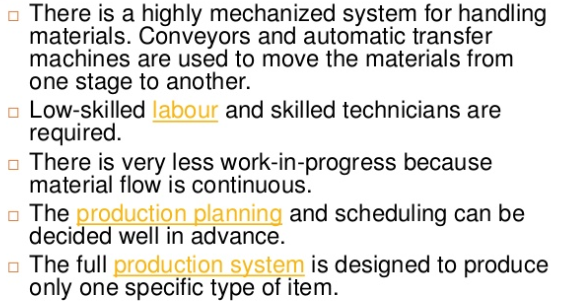 There is a highly mechanized system for handling
materials. Conveyors and automatic transfer
machines are used to move the materials from
one stage to another.
Low-skilled labour and skilled technicians are
required.
There is very less work-in-progress because
material flow is continuous.
The production planning and scheduling can be
decided well in advance.
The full production system is designed to produce
only one specific type of item.